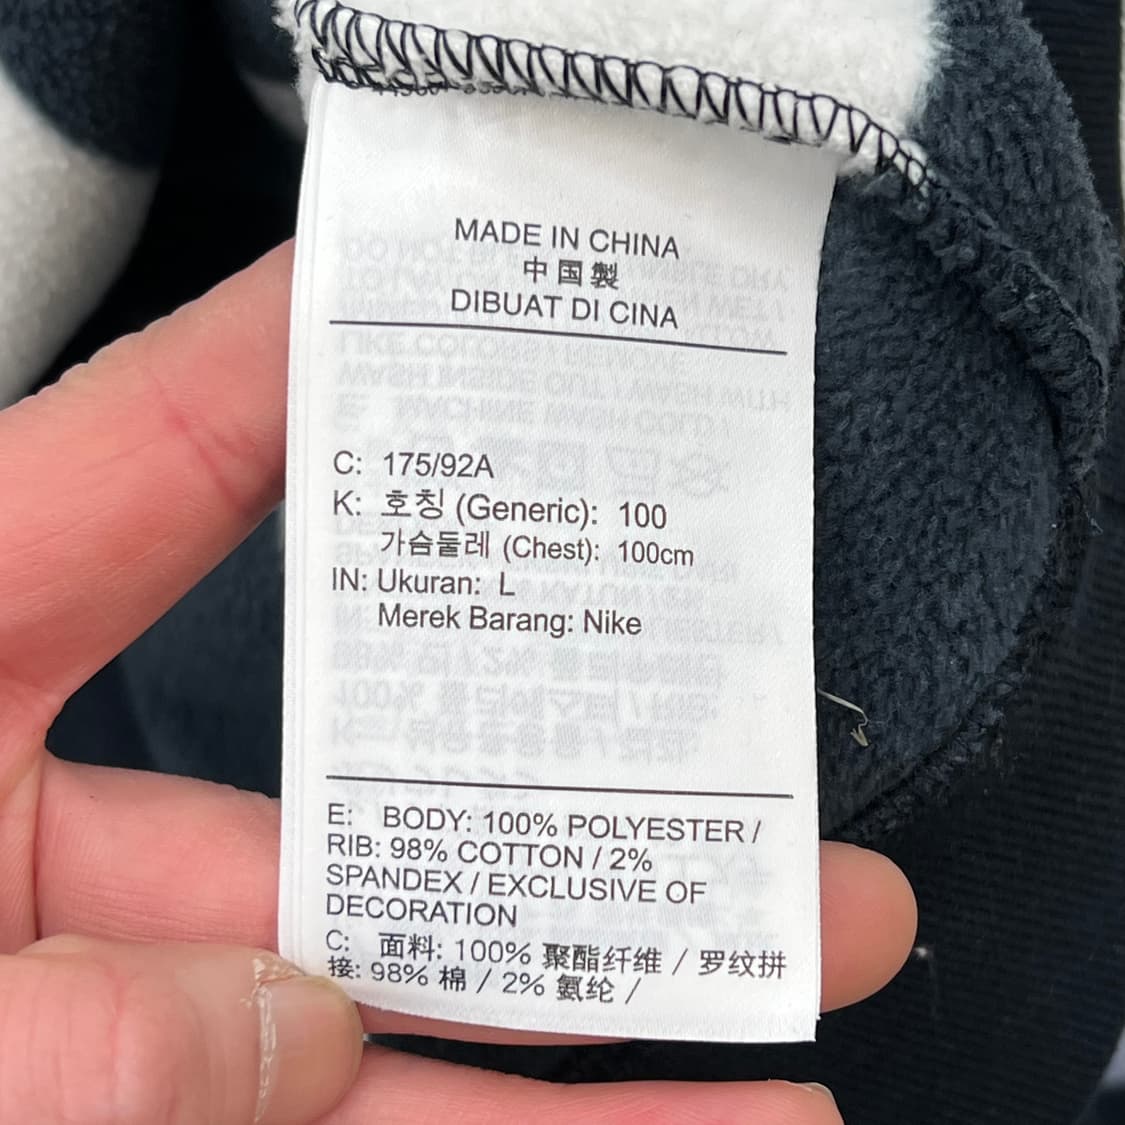 MADE IN CHINA
中国製
DIBUAT DI CINA
C: 175/92A
K: 호칭 (Generic): 100
가슴둘레 (Chest): 100cm
IN: Ukuran: L
Merek Barang: Nike
E: BODY: 100% POLYESTER /
RIB: 98% COTTON / 2%
SPANDEX / EXCLUSIVE OF
DECORATION
C: 面料: 100% 聚酯纤维 / 罗纹拼
接: 98% 棉 / 2% 氨纶 /